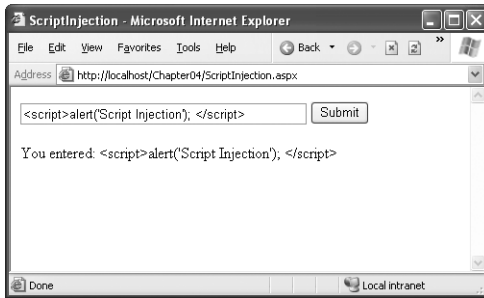 ScriptInjection - Microsoft Internet Explorer
File Edit View Favorites Tools Help Back »
Address http://localhost/Chapter04/ScriptInjection.aspx
<script>alert('Script Injection'); </script> Submit
You entered: <script>alert('Script Injection'); </script>
Done Local intranet